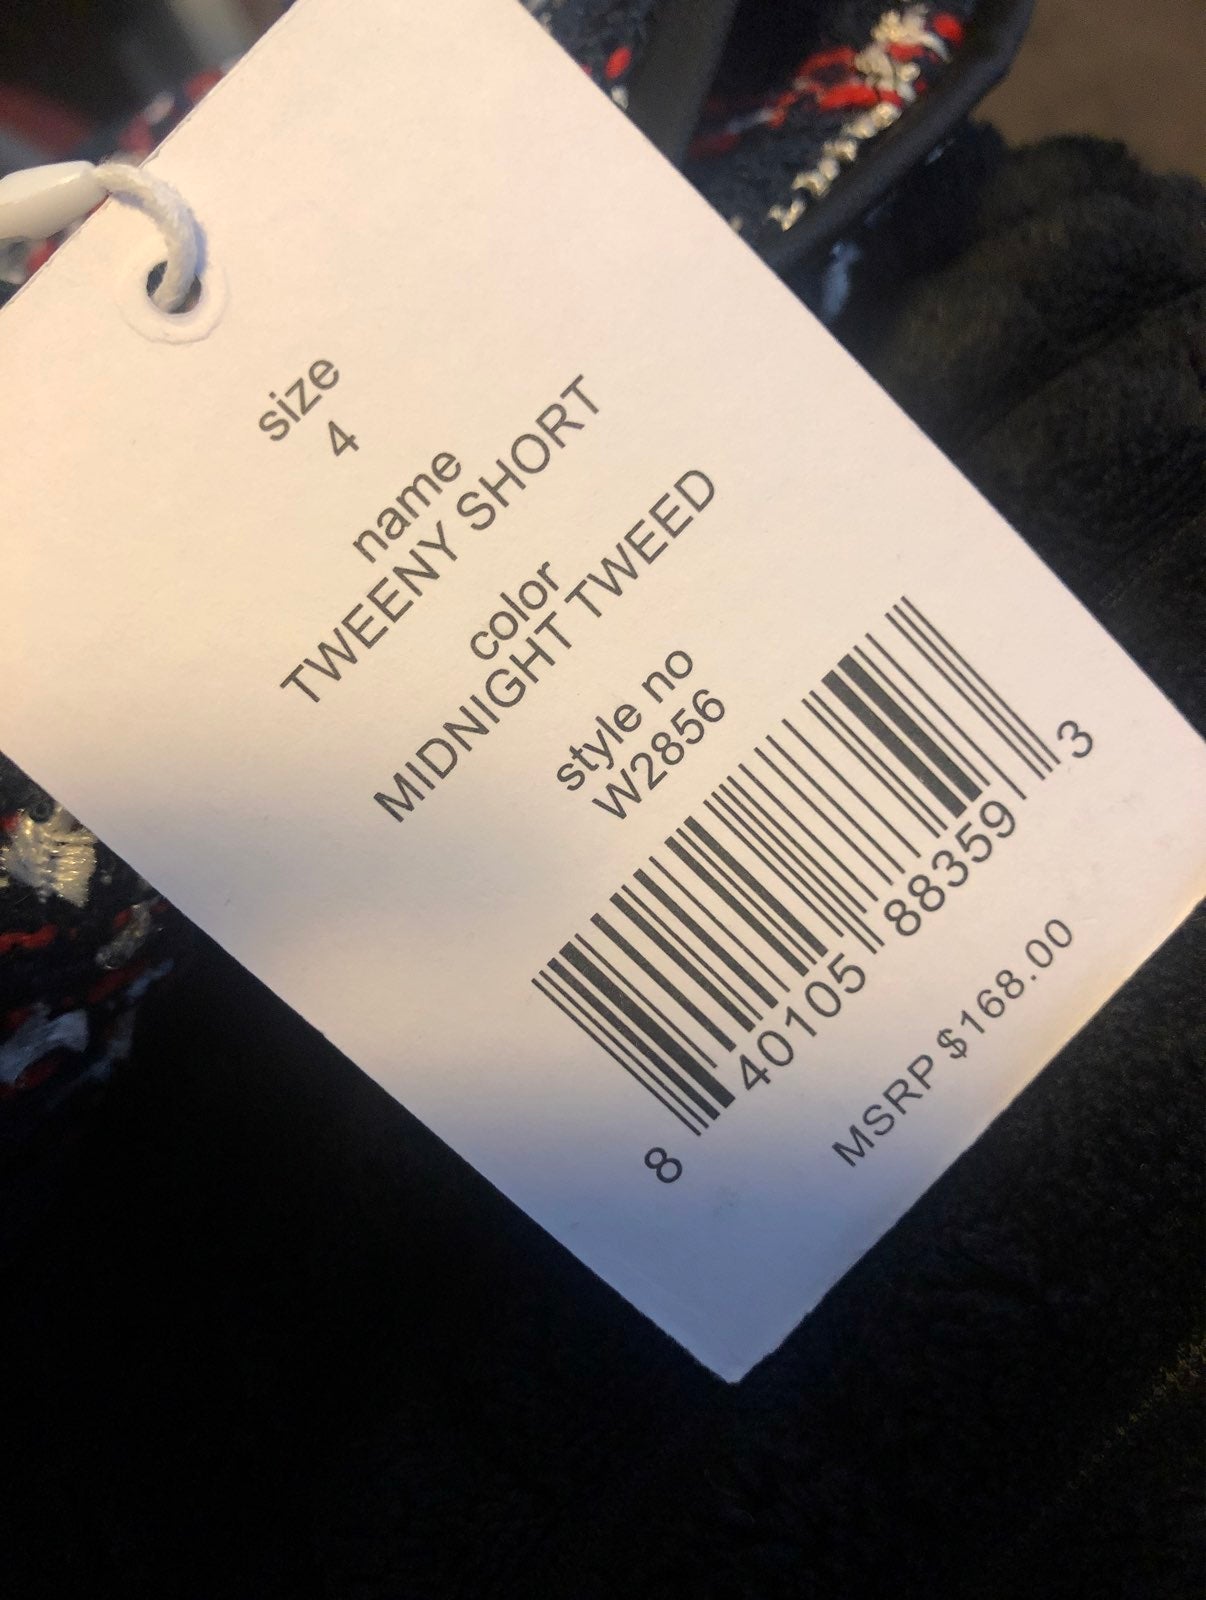 size
4
name
TWEENY SHORT
color
MIDNIGHT TWEED
style no
W2856
8 40105 88359 3
MSRP $168.00